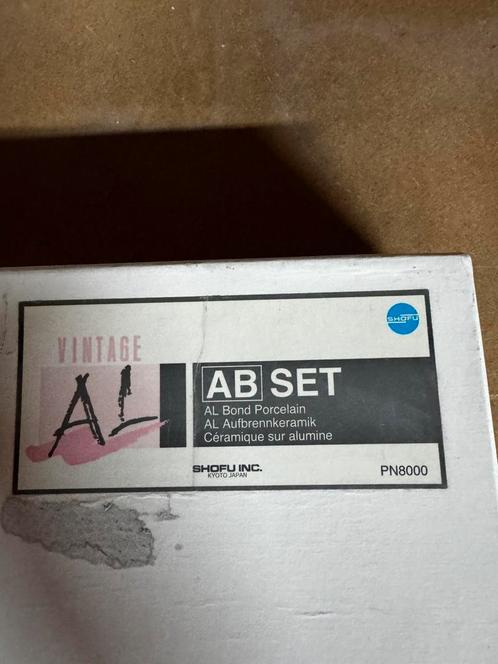 SHOFU
VINTAGE
AL
AB SET
AL Bond Porcelain
AL Aufbrennkeramik
Céramique sur alumine
SHOFU INC.
KYOTO JAPAN
PN8000